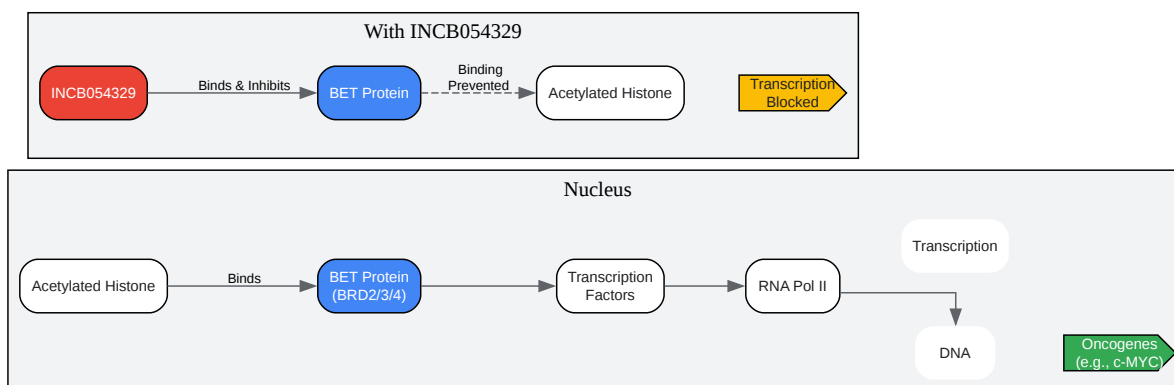 With INCB054329
INCB054329
Binds & Inhibits
BET Protein
Binding
Prevented
Acetylated Histone
Transcription
Blocked
Nucleus
Acetylated Histone
Binds
BET Protein
(BRD2/3/4)
Transcription
Factors
RNA Pol II
Transcription
DNA
Oncogenes
(e.g., c-MYC)